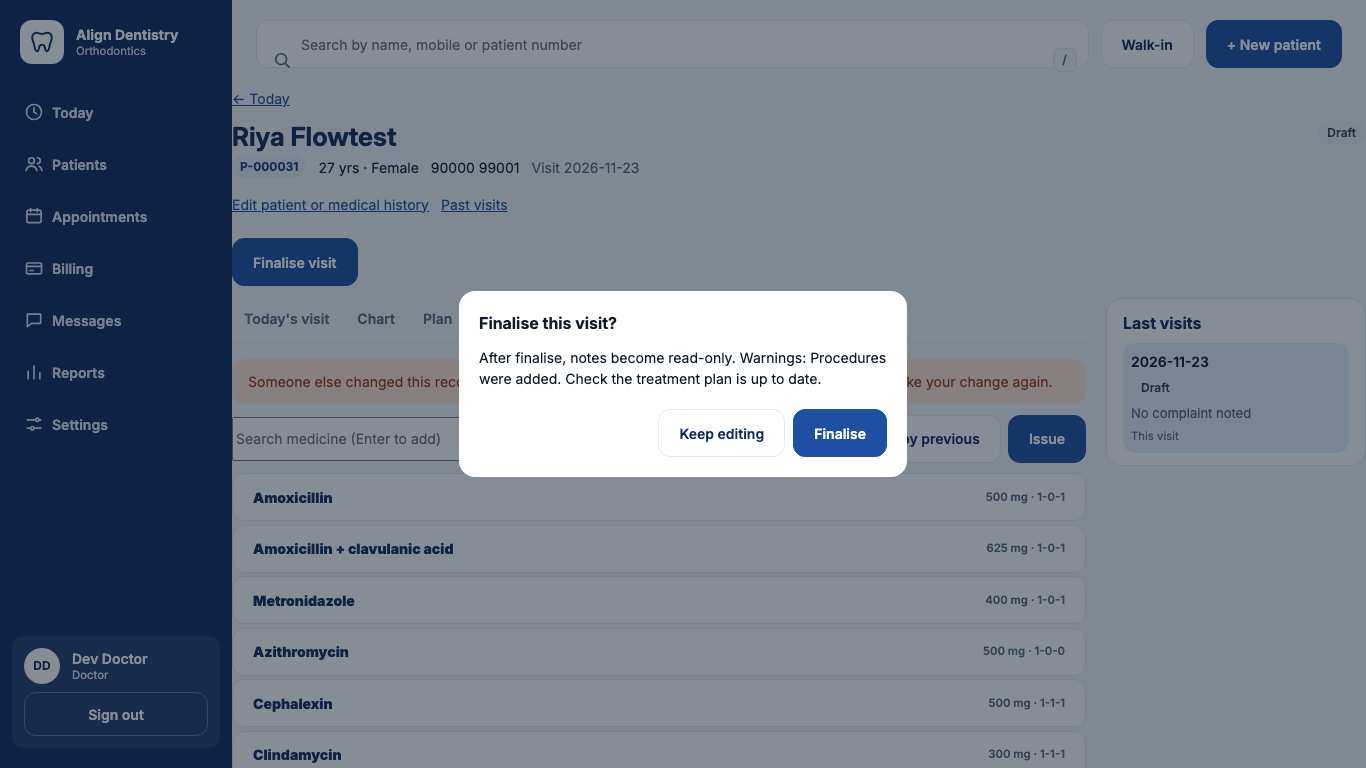 Align Dentistry
Orthodontics
Today
Patients
Appointments
Billing
Messages
Reports
Settings
DD
Dev Doctor
Doctor
Sign out
Search by name, mobile or patient number
/
Walk-in
+ New patient
← Today
Riya Flowtest
Draft
P-000031 27 yrs · Female 90000 99001 Visit 2026-11-23
Edit patient or medical history Past visits
Finalise visit
Today's visit Chart Plan
Someone else changed this
ke your change again.
Search medicine (Enter to add)
previous
Issue
Amoxicillin 500 mg · 1-0-1
Amoxicillin + clavulanic acid 625 mg · 1-0-1
Metronidazole 400 mg · 1-0-1
Azithromycin 500 mg · 1-0-0
Cephalexin 500 mg · 1-1-1
Clindamycin 300 mg · 1-1-1
Last visits
2026-11-23
Draft
No complaint noted
This visit
Finalise this visit?
After finalise, notes become read-only. Warnings: Procedures
were added. Check the treatment plan is up to date.
Keep editing
Finalise